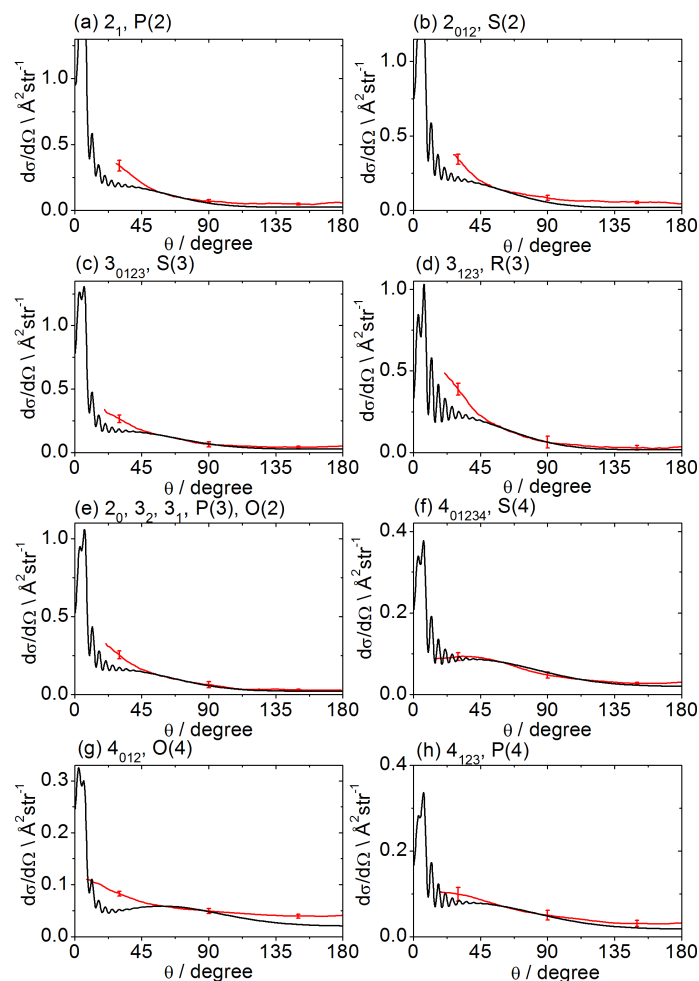 (a) 2₁, P(2)
1.0
0.5
0.0
dσ/dΩ \ Å²str⁻¹
0 45 90 135 180
θ / degree
(b) 2₀₁₂, S(2)
1.0
0.5
0.0
dσ/dΩ \ Å²str⁻¹
0 45 90 135 180
θ / degree
(c) 3₀₁₂₃, S(3)
1.0
0.5
0.0
dσ/dΩ \ Å²str⁻¹
0 45 90 135 180
θ / degree
(d) 3₁₂₃, R(3)
1.0
0.5
0.0
dσ/dΩ \ Å²str⁻¹
0 45 90 135 180
θ / degree
(e) 2₀, 3₂, 3₁, P(3), O(2)
1.0
0.5
0.0
dσ/dΩ \ Å²str⁻¹
0 45 90 135 180
θ / degree
(f) 4₀₁₂₃₄, S(4)
0.4
0.2
0.0
dσ/dΩ \ Å²str⁻¹
0 45 90 135 180
θ / degree
(g) 4₀₁₂, O(4)
0.3
0.2
0.1
0.0
dσ/dΩ \ Å²str⁻¹
0 45 90 135 180
θ / degree
(h) 4₁₂₃, P(4)
0.4
0.2
0.0
dσ/dΩ \ Å²str⁻¹
0 45 90 135 180
θ / degree